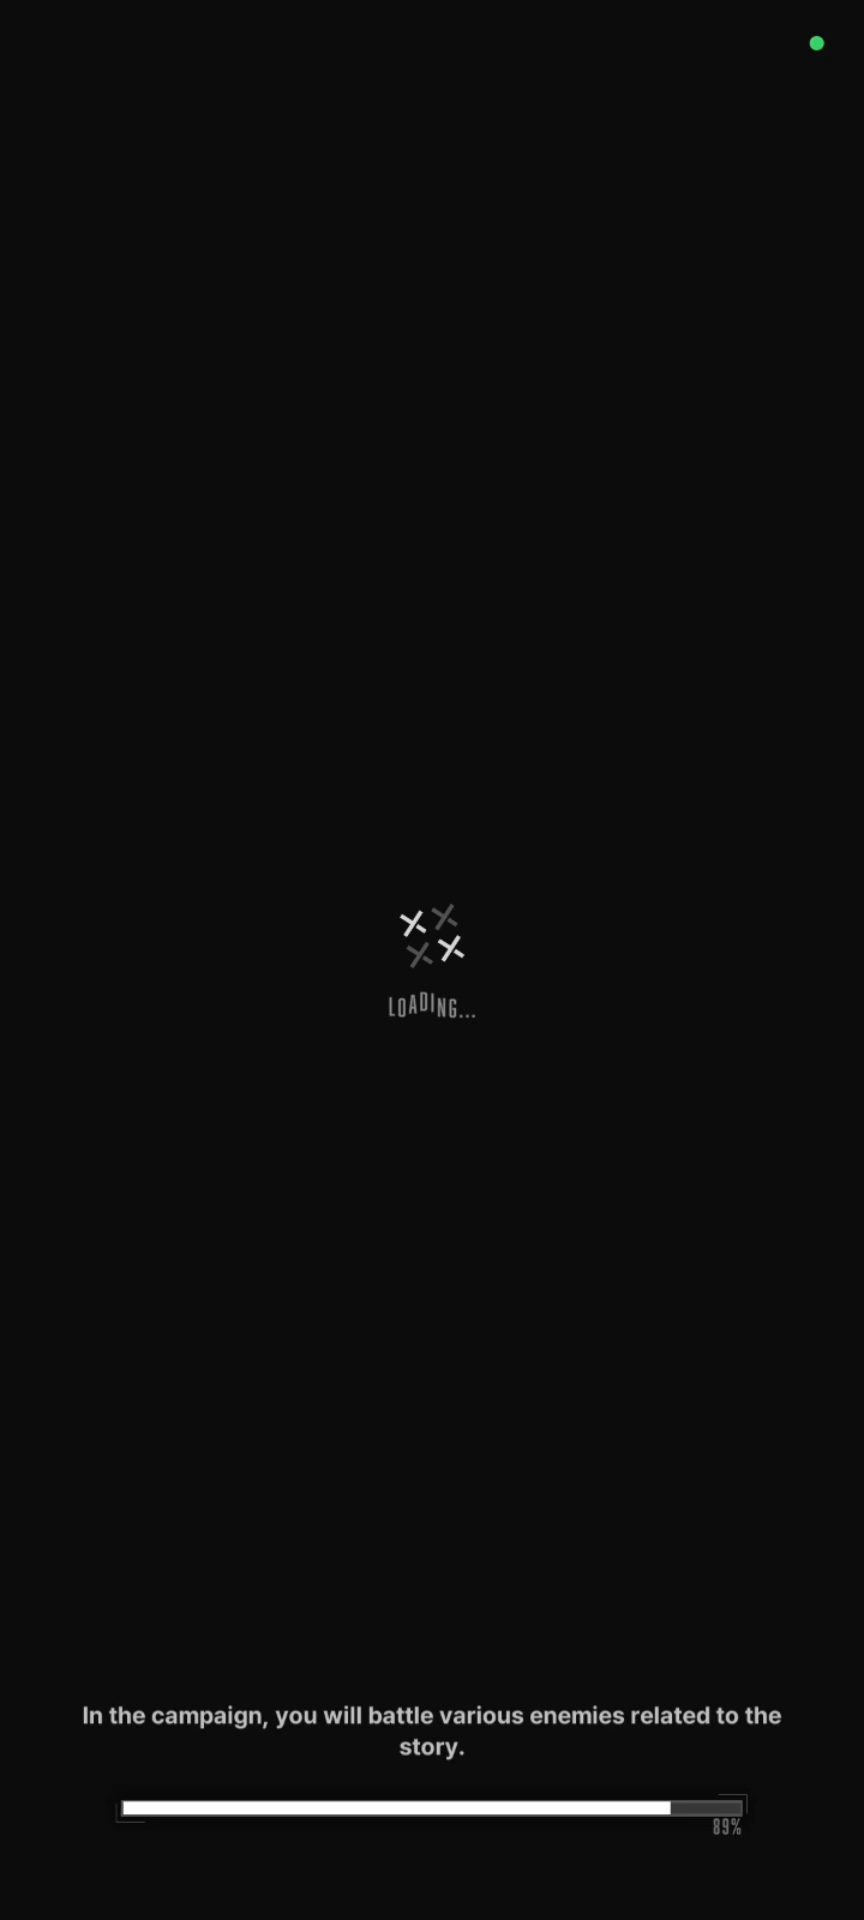 LOADING...
In the campaign, you will battle various enemies related to the
story.
89%